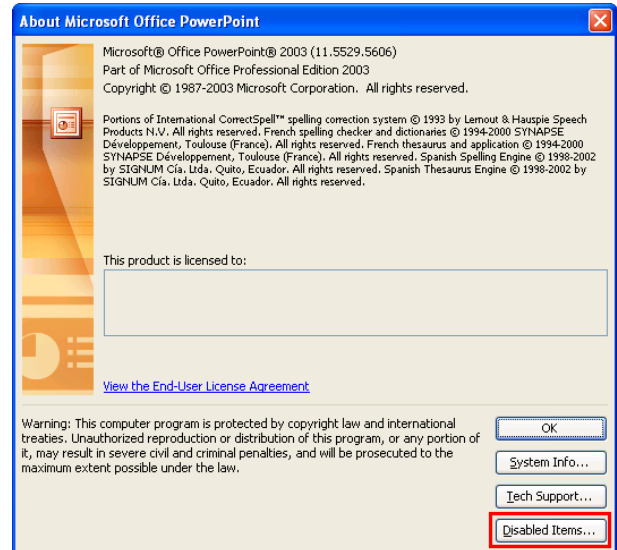 About Microsoft Office PowerPoint
Microsoft® Office PowerPoint® 2003 (11.5529.5606)
Part of Microsoft Office Professional Edition 2003
Copyright © 1987-2003 Microsoft Corporation.  All rights reserved.
Portions of International CorrectSpell™ spelling correction system © 1993 by Lernout & Hauspie Speech
Products N.V. All rights reserved. French spelling checker and dictionaries © 1994-2000 SYNAPSE
Développement, Toulouse (France). All rights reserved. French thesaurus and application © 1994-2000
SYNAPSE Développement, Toulouse (France). All rights reserved. Spanish Spelling Engine © 1998-2002
by SIGNUM Cía. Ltda. Quito, Ecuador. All rights reserved. Spanish Thesaurus Engine © 1998-2002 by
SIGNUM Cía. Ltda. Quito, Ecuador. All rights reserved.
This product is licensed to:
View the End-User License Agreement
Warning: This computer program is protected by copyright law and international
treaties. Unauthorized reproduction or distribution of this program, or any portion of
it, may result in severe civil and criminal penalties, and will be prosecuted to the
maximum extent possible under the law.
OK
System Info...
Tech Support...
Disabled Items...